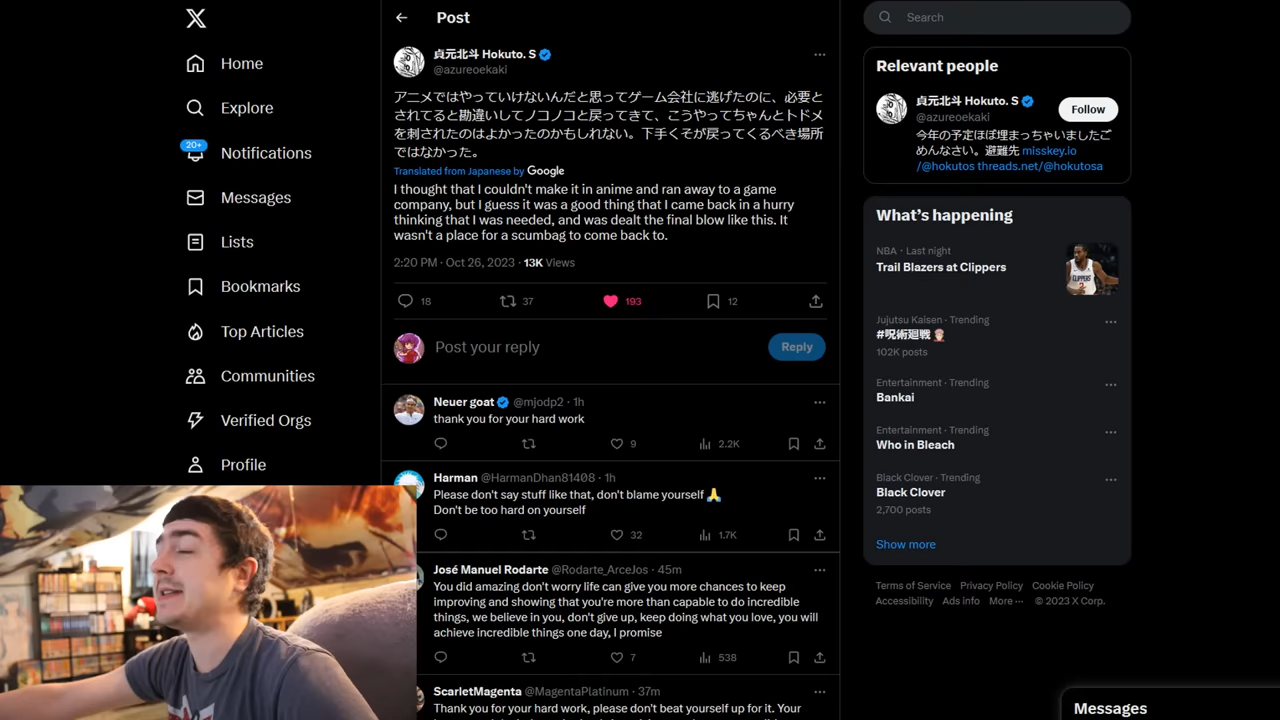 Home
Explore
20+
Notifications
Messages
Lists
Bookmarks
Top Articles
Communities
Verified Orgs
Profile
Post
貞元北斗 Hokuto. S
@azureoekaki
アニメではやっていけないんだと思ってゲーム会社に逃げたのに、必要と
されてると勘違いしてノコノコと戻ってきて、こうやってちゃんとトドメ
を刺されたのはよかったのかもしれない。下手くそが戻ってくるべき場所
ではなかった。
Translated from Japanese by Google
I thought that I couldn't make it in anime and ran away to a game
company, but I guess it was a good thing that I came back in a hurry
thinking that I was needed, and was dealt the final blow like this. It
wasn't a place for a scumbag to come back to.
2:20 PM · Oct 26, 2023 · 13K Views
18 37 193 12
Post your reply
Reply
Neuer goat @mjodp2 · 1h
thank you for your hard work
9 2.2K
Harman @HarmanDhan81408 · 1h
Please don't say stuff like that, don't blame yourself 🙏
Don't be too hard on yourself
32 1.7K
José Manuel Rodarte @Rodarte_ArceJos · 45m
You did amazing don't worry life can give you more chances to keep
improving and showing that you're more than capable to do incredible
things, we believe in you, don't give up, keep doing what you love, you will
achieve incredible things one day, I promise
7 538
ScarletMagenta @MagentaPlatinum · 37m
Thank you for your hard work, please don't beat yourself up for it. Your
Search
Relevant people
貞元北斗 Hokuto. S
@azureoekaki
Follow
今年の予定ほぼ埋まっちゃいましたご
めんなさい。避難先 misskey.io
/@hokutos threads.net/@hokutosa
What's happening
NBA · Last night
Trail Blazers at Clippers
Jujutsu Kaisen · Trending
#呪術廻戦
102K posts
Entertainment · Trending
Bankai
Entertainment · Trending
Who in Bleach
Black Clover · Trending
Black Clover
2,700 posts
Show more
Terms of Service Privacy Policy Cookie Policy
Accessibility Ads info More ··· © 2023 X Corp.
Messages